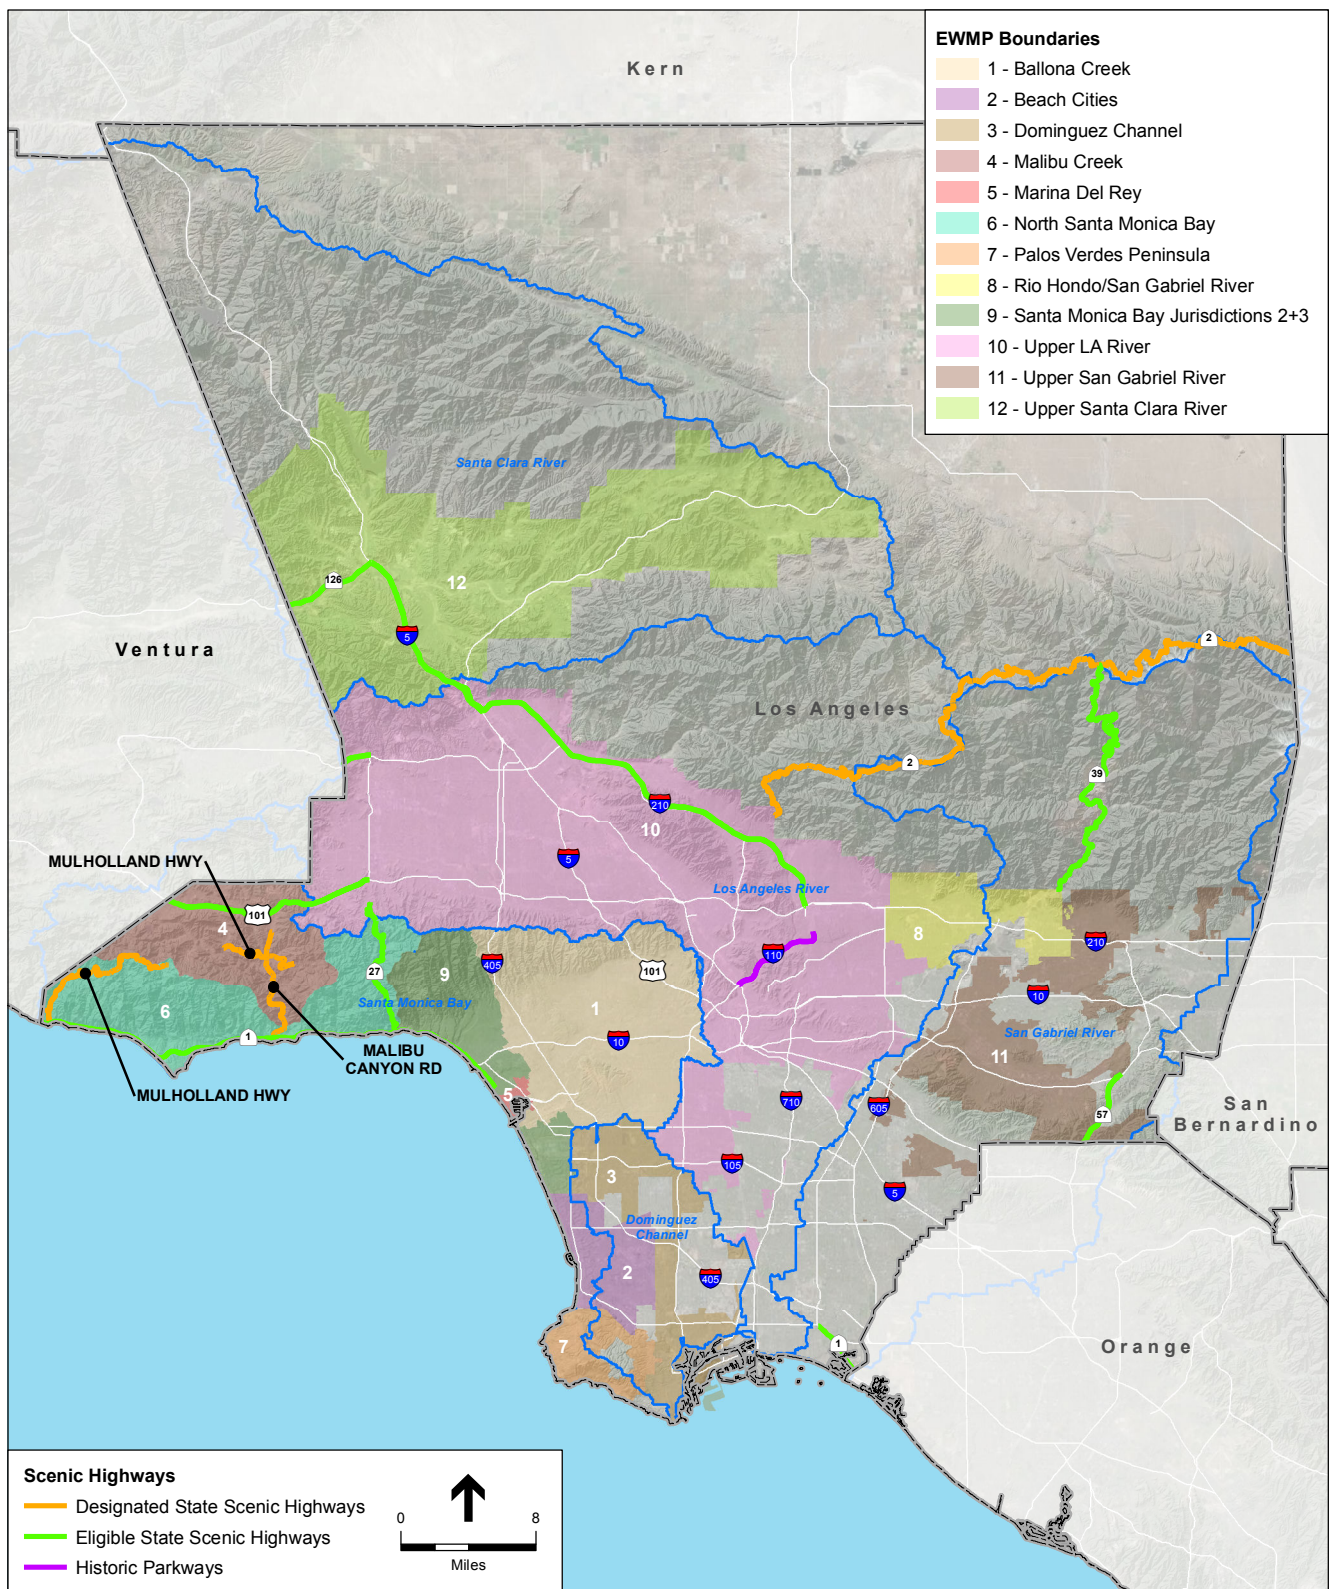 EWMP Boundaries
1 - Ballona Creek
2 - Beach Cities
3 - Dominguez Channel
4 - Malibu Creek
5 - Marina Del Rey
6 - North Santa Monica Bay
7 - Palos Verdes Peninsula
8 - Rio Hondo/San Gabriel River
9 - Santa Monica Bay Jurisdictions 2+3
10 - Upper LA River
11 - Upper San Gabriel River
12 - Upper Santa Clara River
Kern
Santa Clara River
126
12
5
Ventura
2
Los Angeles
2
39
210
10
5
MULHOLLAND HWY
Los Angeles River
101
4
8
210
110
405
101
27
9
Santa Monica Bay
1
10
6
1
10
San Gabriel River
MALIBU
CANYON RD
11
MULHOLLAND HWY
5
710
605
57
San
Bernardino
3
105
5
Dominguez
Channel
2
405
7
1
Orange
Scenic Highways
Designated State Scenic Highways
Eligible State Scenic Highways
Historic Parkways
0
8
Miles